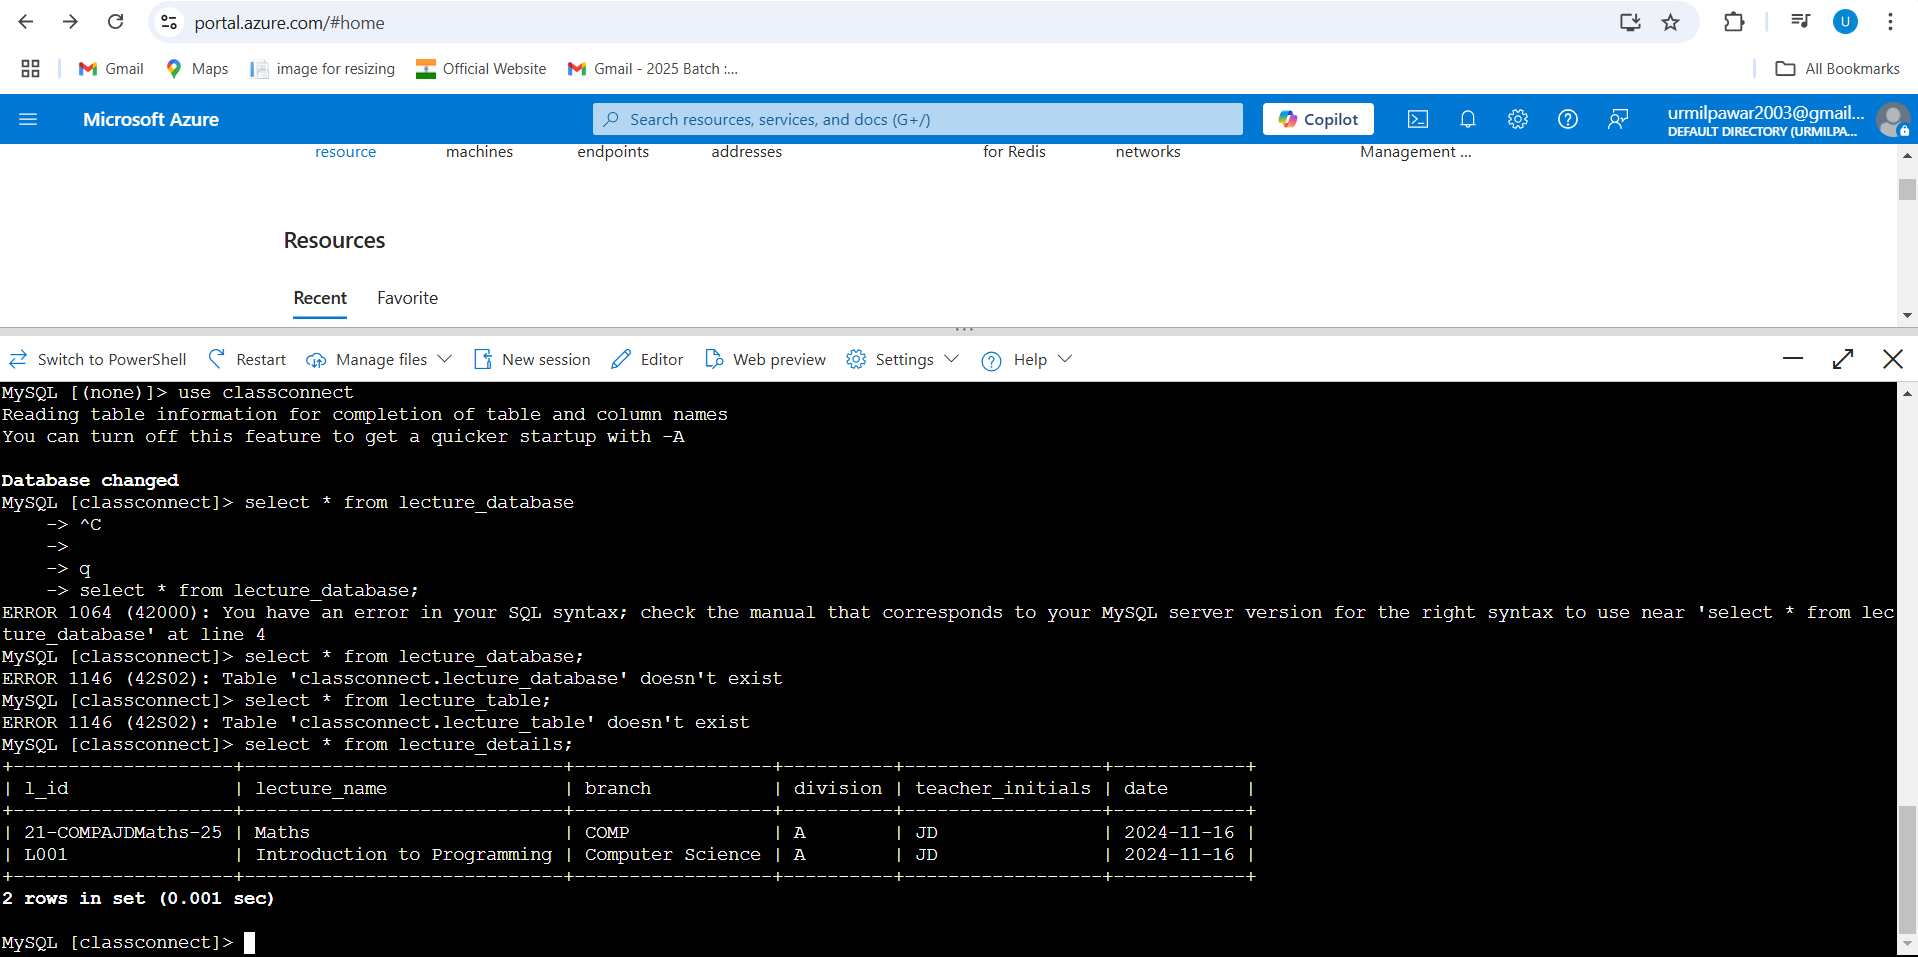 portal.azure.com/#home
U
Gmail
Maps
image for resizing
Official Website
Gmail - 2025 Batch :...
All Bookmarks
Microsoft Azure
Search resources, services, and docs (G+/)
Copilot
urmilpawar2003@gmail...
DEFAULT DIRECTORY (URMILPA...
resource machines endpoints addresses for Redis networks Management ...
Resources
Recent Favorite
Switch to PowerShell Restart Manage files New session Editor Web preview Settings Help
MySQL [(none)]> use classconnect
Reading table information for completion of table and column names
You can turn off this feature to get a quicker startup with -A
Database changed
MySQL [classconnect]> select * from lecture_database
    -> ^C
    ->
    -> q
    -> select * from lecture_database;
ERROR 1064 (42000): You have an error in your SQL syntax; check the manual that corresponds to your MySQL server version for the right syntax to use near 'select * from lec
ture_database' at line 4
MySQL [classconnect]> select * from lecture_database;
ERROR 1146 (42S02): Table 'classconnect.lecture_database' doesn't exist
MySQL [classconnect]> select * from lecture_table;
ERROR 1146 (42S02): Table 'classconnect.lecture_table' doesn't exist
MySQL [classconnect]> select * from lecture_details;
+--------------------+-----------------------------+------------------+----------+------------------+------------+
| l_id               | lecture_name                | branch           | division | teacher_initials | date       |
+--------------------+-----------------------------+------------------+----------+------------------+------------+
| 21-COMPAJDMaths-25 | Maths                       | COMP             | A        | JD               | 2024-11-16 |
| L001               | Introduction to Programming | Computer Science | A        | JD               | 2024-11-16 |
+--------------------+-----------------------------+------------------+----------+------------------+------------+
2 rows in set (0.001 sec)
MySQL [classconnect]>